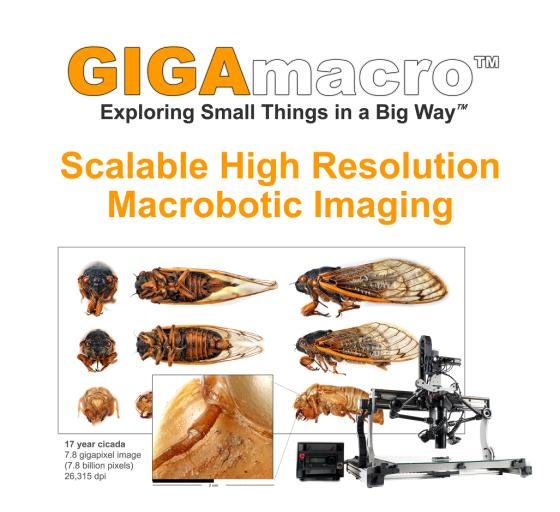 GIGAmacro™
Exploring Small Things in a Big Way™
Scalable High Resolution
Macrobotic Imaging
17 year cicada
7.8 gigapixel image
(7.8 billion pixels)
26,315 dpi